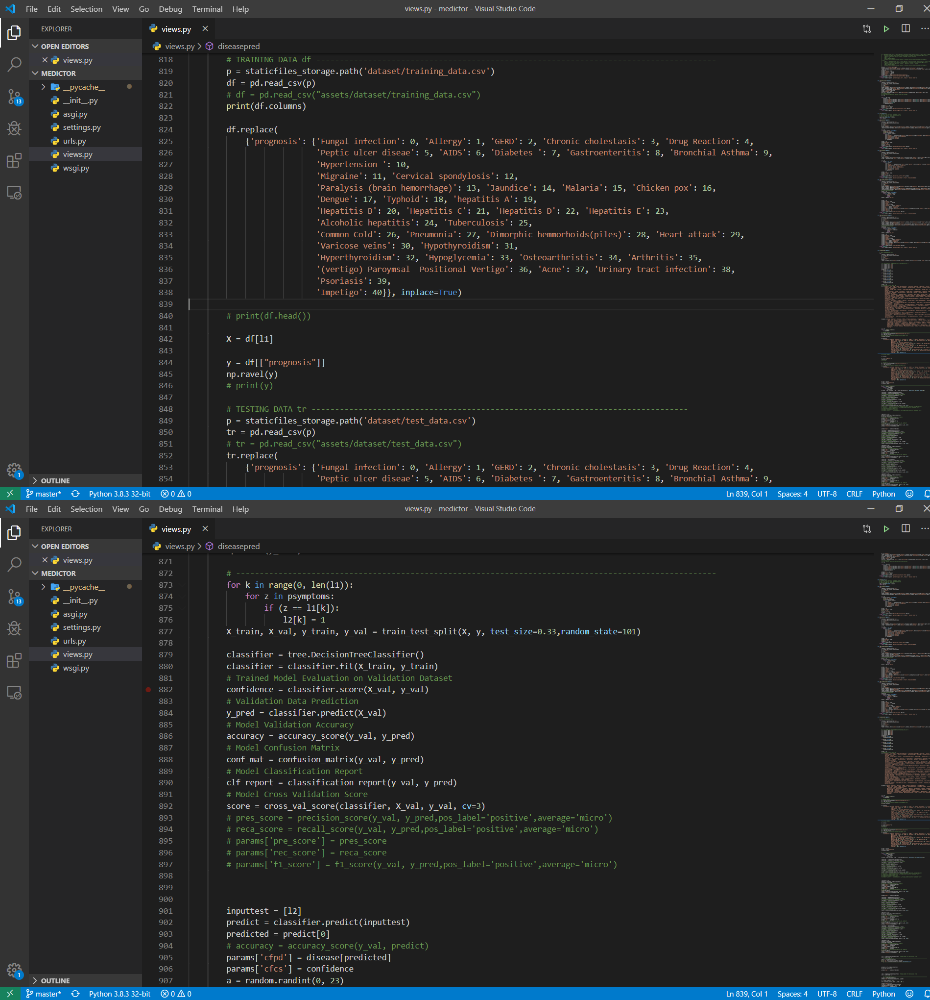 File Edit Selection View Go Debug Terminal Help views.py - medictor - Visual Studio Code
EXPLORER
OPEN EDITORS
views.py
MEDICTOR
__pycache__
__init__.py
asgi.py
settings.py
urls.py
views.py
wsgi.py
13
1
OUTLINE
views.py
views.py > diseasepred
818 # TRAINING DATA df -------------------------------------------------------------------------------------
819 p = staticfiles_storage.path('dataset/training_data.csv')
820 df = pd.read_csv(p)
821 # df = pd.read_csv("assets/dataset/training_data.csv")
822 print(df.columns)
823
824 df.replace(
825 {'prognosis': {'Fungal infection': 0, 'Allergy': 1, 'GERD': 2, 'Chronic cholestasis': 3, 'Drug Reaction': 4,
826 'Peptic ulcer diseae': 5, 'AIDS': 6, 'Diabetes ': 7, 'Gastroenteritis': 8, 'Bronchial Asthma': 9,
827 'Hypertension ': 10,
828 'Migraine': 11, 'Cervical spondylosis': 12,
829 'Paralysis (brain hemorrhage)': 13, 'Jaundice': 14, 'Malaria': 15, 'Chicken pox': 16,
830 'Dengue': 17, 'Typhoid': 18, 'hepatitis A': 19,
831 'Hepatitis B': 20, 'Hepatitis C': 21, 'Hepatitis D': 22, 'Hepatitis E': 23,
832 'Alcoholic hepatitis': 24, 'Tuberculosis': 25,
833 'Common Cold': 26, 'Pneumonia': 27, 'Dimorphic hemmorhoids(piles)': 28, 'Heart attack': 29,
834 'Varicose veins': 30, 'Hypothyroidism': 31,
835 'Hyperthyroidism': 32, 'Hypoglycemia': 33, 'Osteoarthristis': 34, 'Arthritis': 35,
836 '(vertigo) Paroymsal  Positional Vertigo': 36, 'Acne': 37, 'Urinary tract infection': 38,
837 'Psoriasis': 39,
838 'Impetigo': 40}}, inplace=True)
839
840 # print(df.head())
841
842 X = df[l1]
843
844 y = df[["prognosis"]]
845 np.ravel(y)
846 # print(y)
847
848 # TESTING DATA tr --------------------------------------------------------------------------------
849 p = staticfiles_storage.path('dataset/test_data.csv')
850 tr = pd.read_csv(p)
851 # tr = pd.read_csv("assets/dataset/test_data.csv")
852 tr.replace(
853 {'prognosis': {'Fungal infection': 0, 'Allergy': 1, 'GERD': 2, 'Chronic cholestasis': 3, 'Drug Reaction': 4,
854 'Peptic ulcer diseae': 5, 'AIDS': 6, 'Diabetes ': 7, 'Gastroenteritis': 8, 'Bronchial Asthma': 9,
master* Python 3.8.3 32-bit 0 0 Ln 839, Col 1 Spaces: 4 UTF-8 CRLF Python
File Edit Selection View Go Debug Terminal Help views.py - medictor - Visual Studio Code
EXPLORER
OPEN EDITORS
views.py
MEDICTOR
__pycache__
__init__.py
asgi.py
settings.py
urls.py
views.py
wsgi.py
13
1
OUTLINE
views.py
views.py > diseasepred
871
872 # ------------------------------------------------------------------------------------------------------
873 for k in range(0, len(l1)):
874 for z in psymptoms:
875 if (z == l1[k]):
876 l2[k] = 1
877 X_train, X_val, y_train, y_val = train_test_split(X, y, test_size=0.33,random_state=101)
878
879 classifier = tree.DecisionTreeClassifier()
880 classifier = classifier.fit(X_train, y_train)
881 # Trained Model Evaluation on Validation Dataset
882 confidence = classifier.score(X_val, y_val)
883 # Validation Data Prediction
884 y_pred = classifier.predict(X_val)
885 # Model Validation Accuracy
886 accuracy = accuracy_score(y_val, y_pred)
887 # Model Confusion Matrix
888 conf_mat = confusion_matrix(y_val, y_pred)
889 # Model Classification Report
890 clf_report = classification_report(y_val, y_pred)
891 # Model Cross Validation Score
892 score = cross_val_score(classifier, X_val, y_val, cv=3)
893 # pres_score = precision_score(y_val, y_pred,pos_label='positive',average='micro')
894 # reca_score = recall_score(y_val, y_pred,pos_label='positive',average='micro')
895 # params['pre_score'] = pres_score
896 # params['rec_score'] = reca_score
897 # params['f1_score'] = f1_score(y_val, y_pred,pos_label='positive',average='micro')
898
899
900
901 inputtest = [l2]
902 predict = classifier.predict(inputtest)
903 predicted = predict[0]
904 # accuracy = accuracy_score(y_val, predict)
905 params['cfpd'] = disease[predicted]
906 params['cfcs'] = confidence
907 a = random.randint(0, 23)
master* Python 3.8.3 32-bit 0 0 Ln 839, Col 1 Spaces: 4 UTF-8 CRLF Python